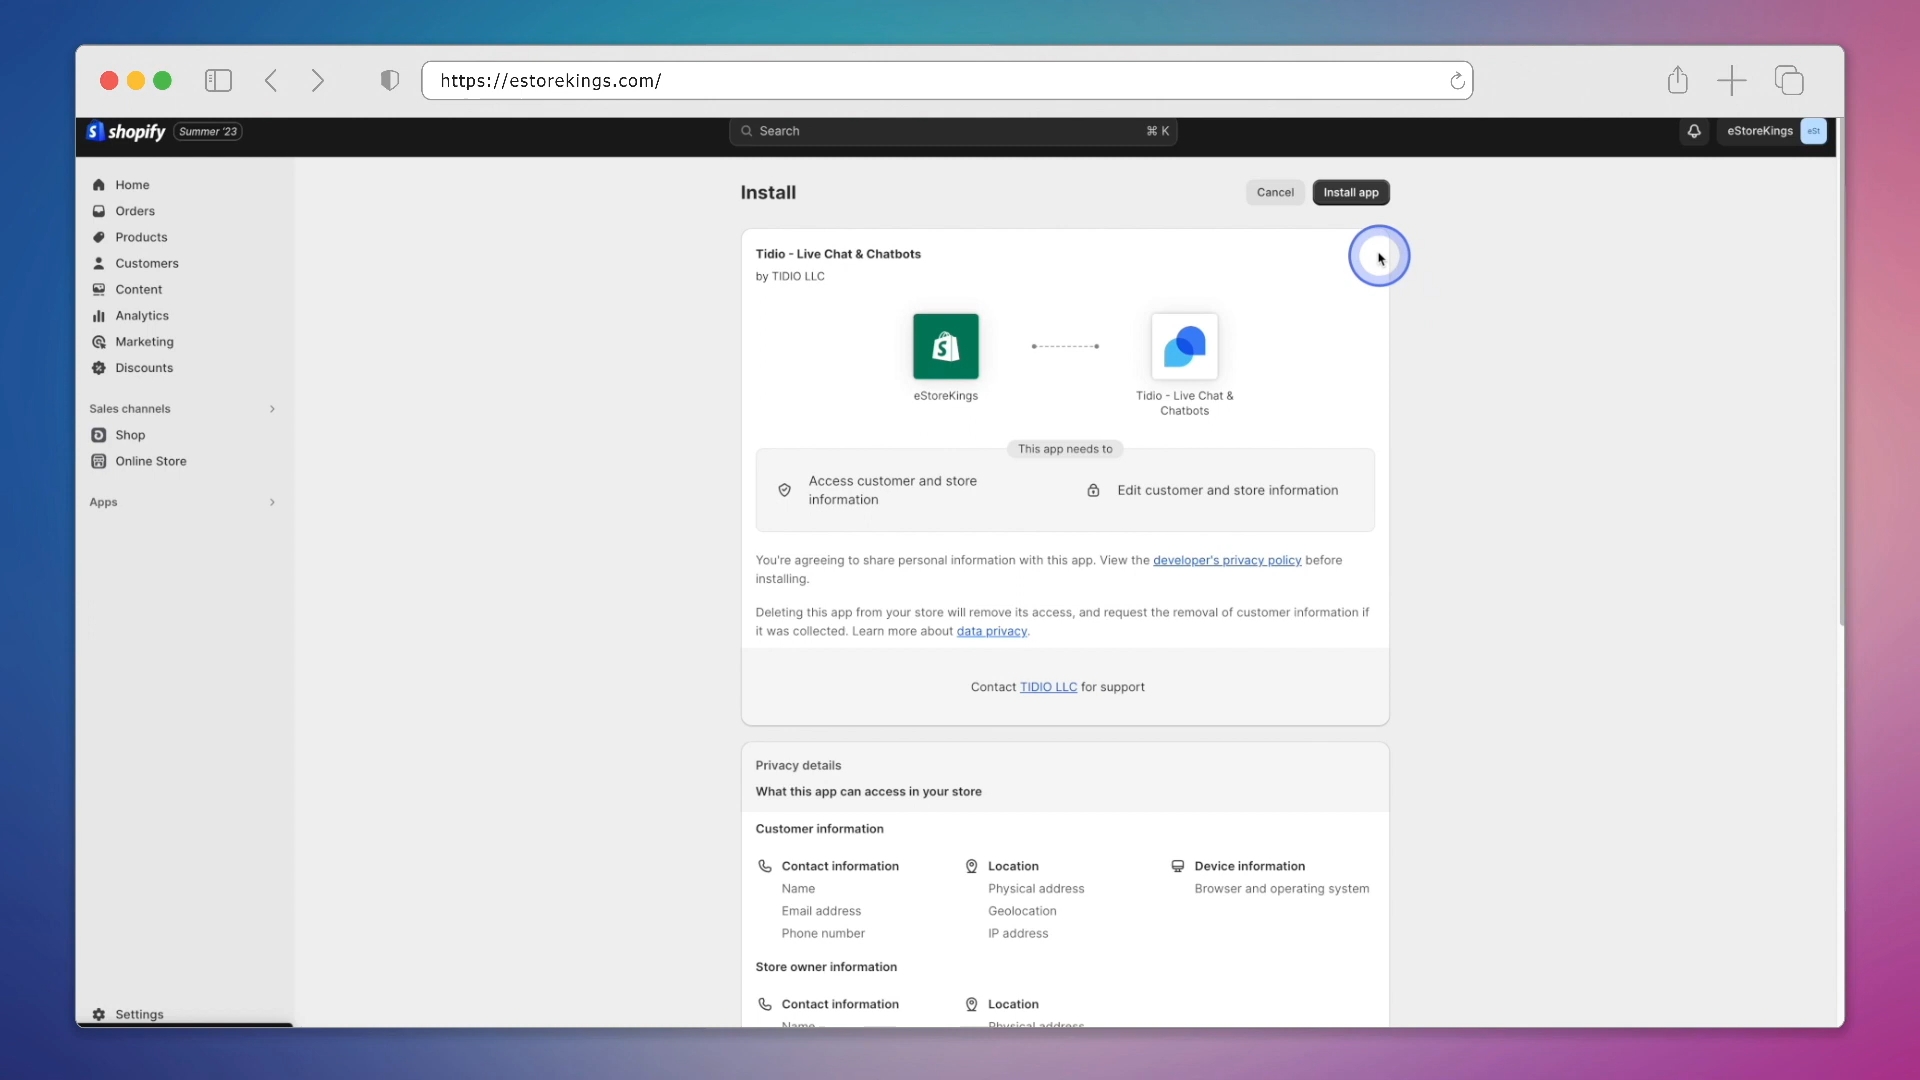 https://estorekings.com/
shopify Summer '23
Search ⌘ K
eStoreKings eSt
Home
Orders
Products
Customers
Content
Analytics
Marketing
Discounts
Sales channels
Shop
Online Store
Apps
Settings
Install
Cancel Install app
Tidio - Live Chat & Chatbots
by TIDIO LLC
eStoreKings
Tidio - Live Chat &
Chatbots
This app needs to
Access customer and store
information
Edit customer and store information
You're agreeing to share personal information with this app. View the developer's privacy policy before
installing.
Deleting this app from your store will remove its access, and request the removal of customer information if
it was collected. Learn more about data privacy.
Contact TIDIO LLC for support
Privacy details
What this app can access in your store
Customer information
Contact information
Name
Email address
Phone number
Location
Physical address
Geolocation
IP address
Device information
Browser and operating system
Store owner information
Contact information
Name
Location
Physical address